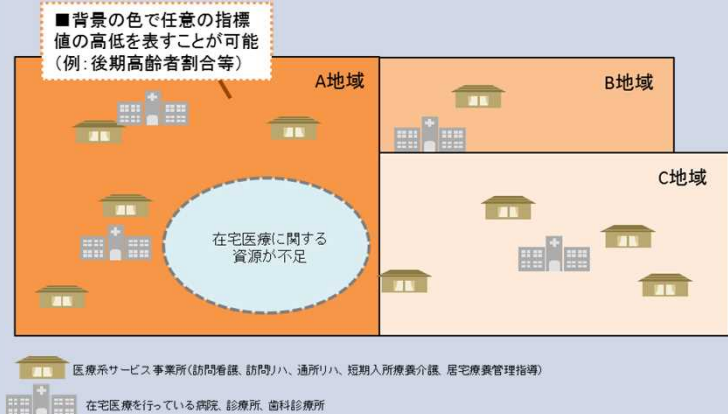 ■背景の色で任意の指標
値の高低を表すことが可能
(例:後期高齢者割合等)
A地域
B地域
C地域
在宅医療に関する
資源が不足
医療系サービス事業所(訪問看護、訪問リハ、通所リハ、短期入所療養介護、居宅療養管理指導)
在宅医療を行っている病院、診療所、歯科診療所